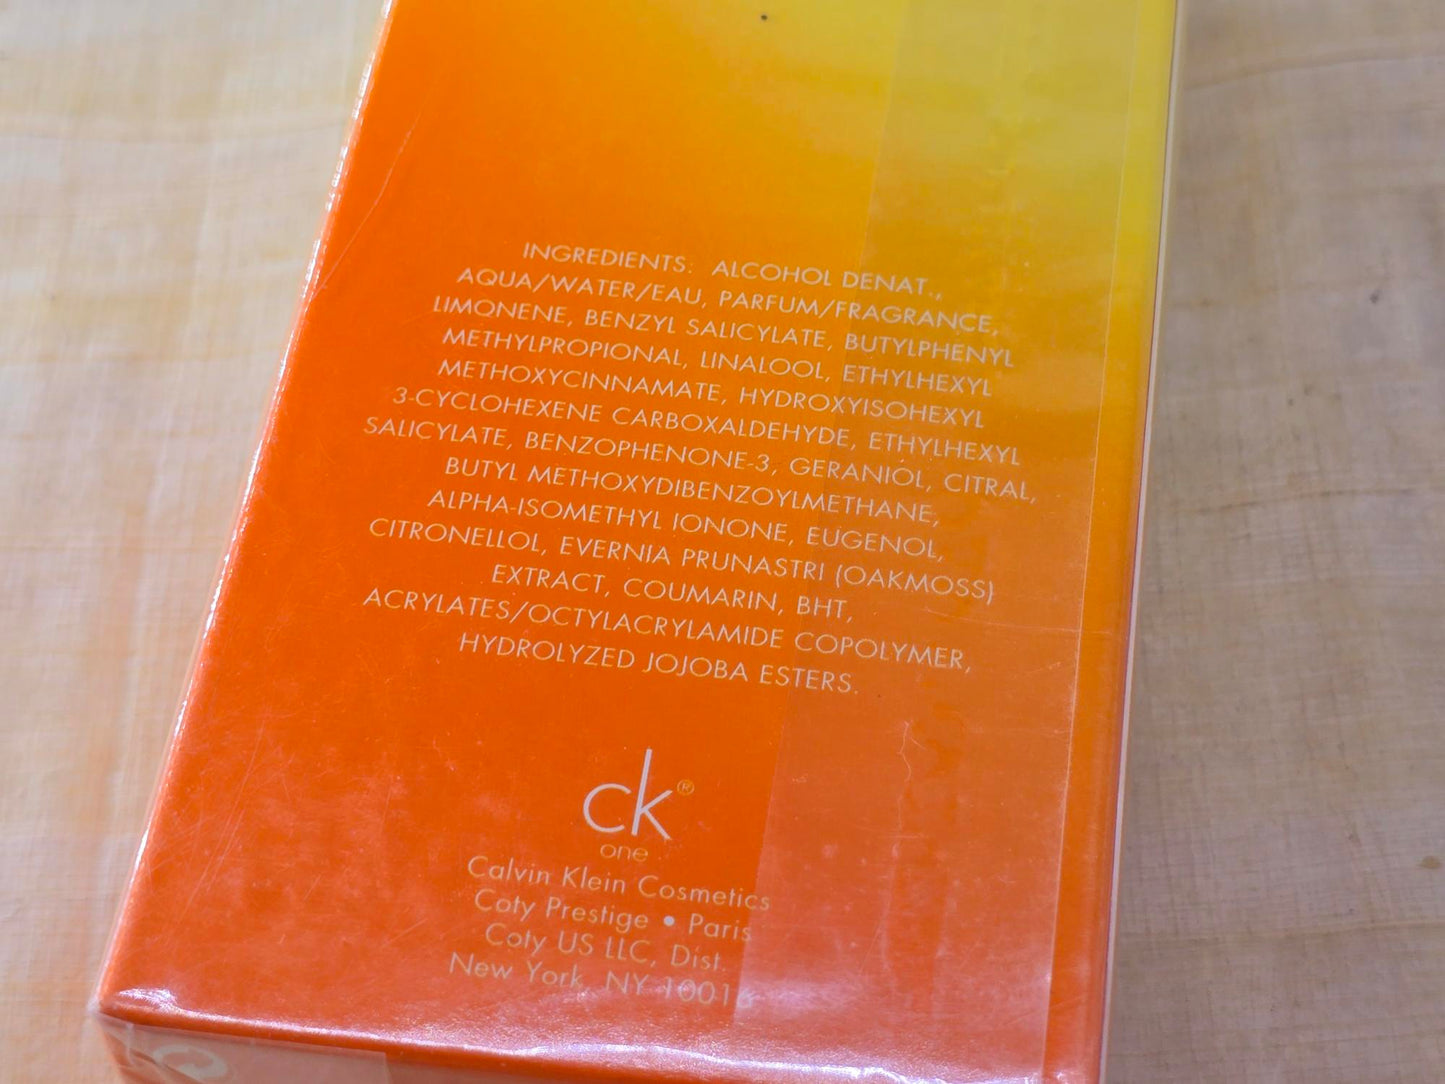 INGREDIENTS: ALCOHOL DENAT.,
AQUA/WATER/EAU, PARFUM/FRAGRANCE,
LIMONENE, BENZYL SALICYLATE, BUTYLPHENYL
METHYLPROPIONAL, LINALOOL, ETHYLHEXYL
METHOXYCINNAMATE, HYDROXYISOHEXYL
3-CYCLOHEXENE CARBOXALDEHYDE, ETHYLHEXYL
SALICYLATE, BENZOPHENONE-3, GERANIOL, CITRAL,
BUTYL METHOXYDIBENZOYLMETHANE,
ALPHA-ISOMETHYL IONONE, EUGENOL,
CITRONELLOL, EVERNIA PRUNASTRI (OAKMOSS)
EXTRACT, COUMARIN, BHT,
ACRYLATES/OCTYLACRYLAMIDE COPOLYMER,
HYDROLYZED JOJOBA ESTERS.
ck®
one
Calvin Klein Cosmetics
Coty Prestige • Paris
Coty US LLC, Dist.
New York, NY